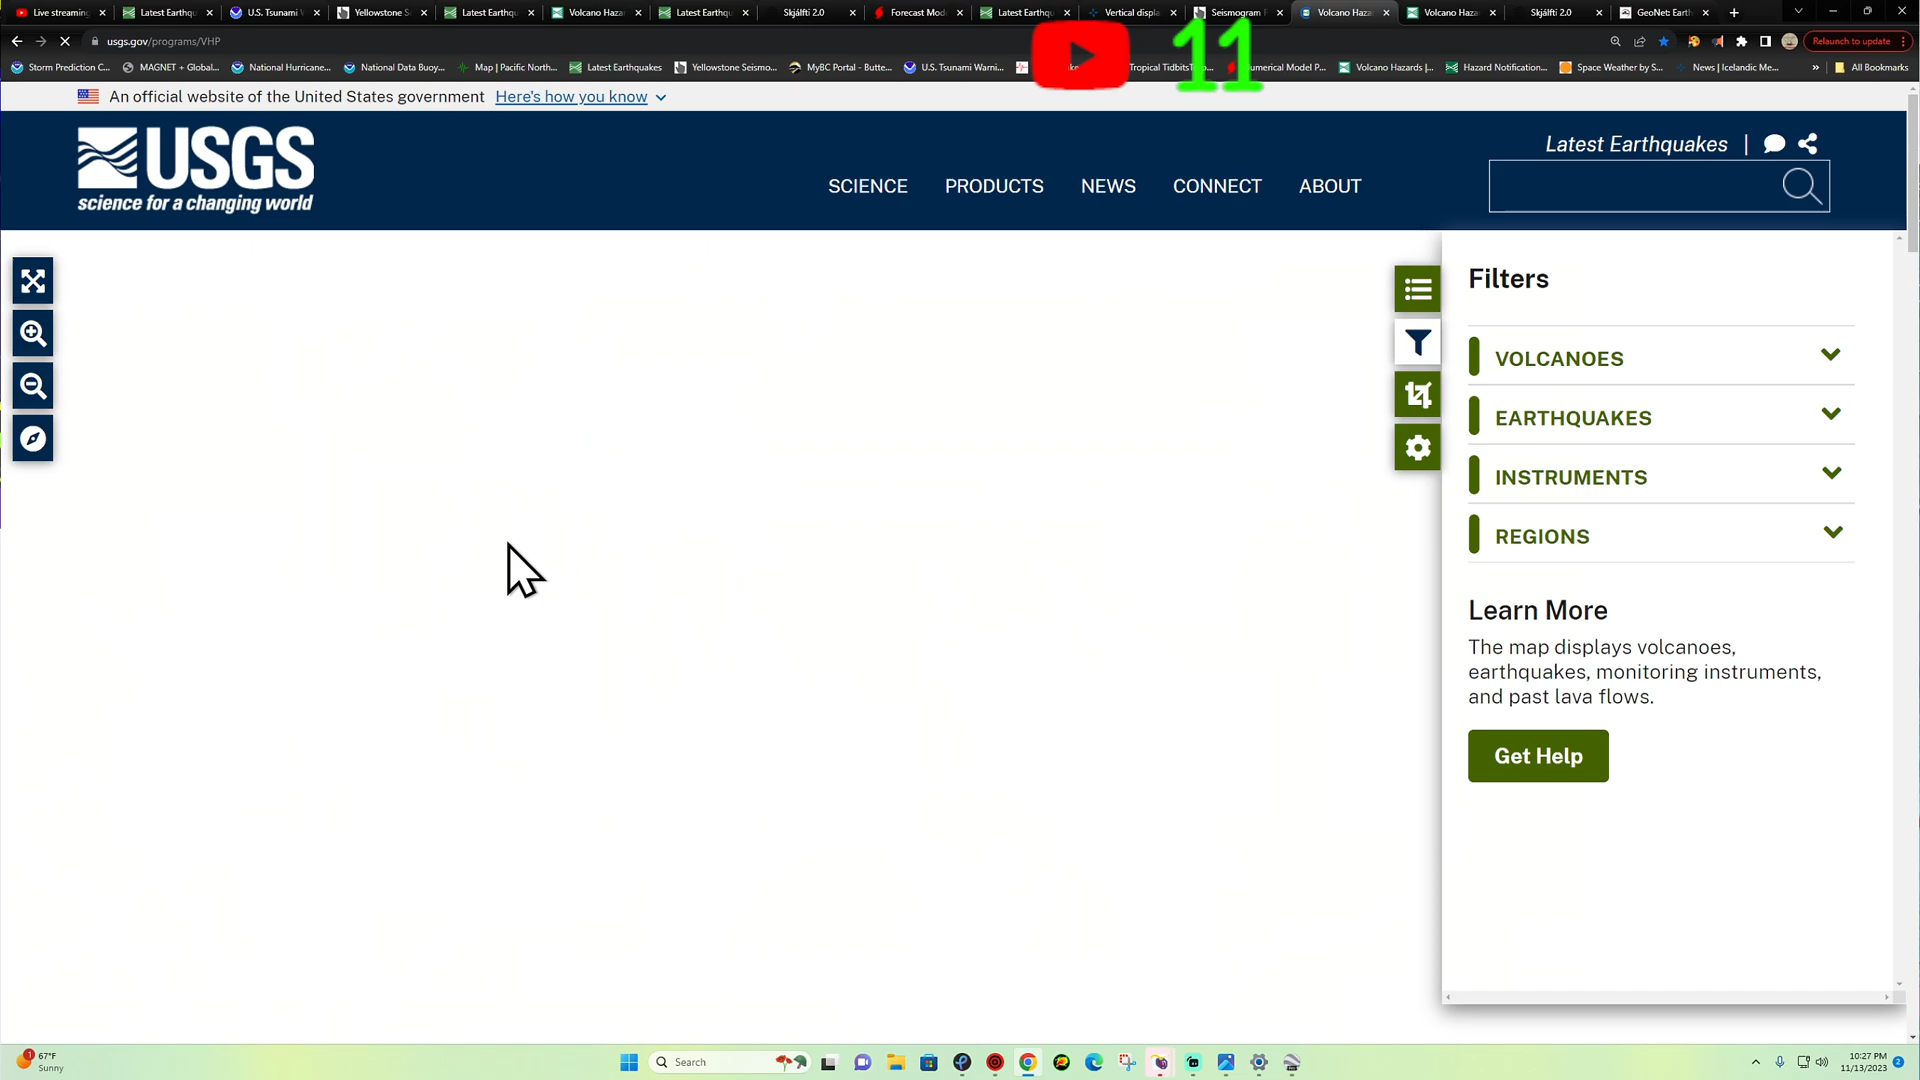 Live streaming
Latest Earthqu
U.S. Tsunami
Yellowstone S
Latest Earthqu
Volcano Haza
Latest Earthqu
Skjálfti 2.0
Forecast Mod
Latest Earthqu
Vertical displa
Seismogram
Volcano Haza
Volcano Haza
Skjálfti 2.0
GeoNet: Earth
usgs.gov/programs/VHP
Relaunch to update
Storm Prediction C...
MAGNET + Global...
National Hurricane...
National Data Buoy...
Map | Pacific North...
Latest Earthquakes
Yellowstone Seismo...
MyBC Portal - Butte...
U.S. Tsunami Warni...
Tropical Tidbits
umerical Model P...
Volcano Hazards |...
Hazard Notification...
Space Weather by S...
News | Icelandic Me...
»
All Bookmarks
11
An official website of the United States government
Here's how you know
USGS
science for a changing world
SCIENCE
PRODUCTS
NEWS
CONNECT
ABOUT
Latest Earthquakes |
Filters
VOLCANOES
EARTHQUAKES
INSTRUMENTS
REGIONS
Learn More
The map displays volcanoes,
earthquakes, monitoring instruments,
and past lava flows.
Get Help
1
67°F
Sunny
Search
10:27 PM
11/13/2023
2